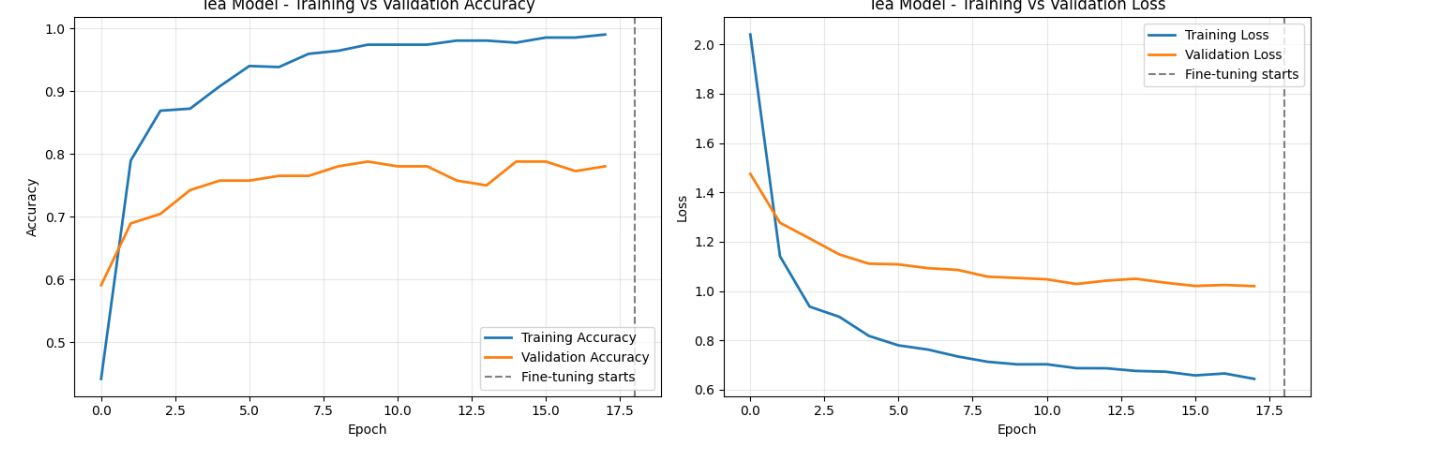 Tea Model - Training vs Validation Accuracy
1.0
0.9
0.8
0.7
0.6
0.5
Accuracy
Training Accuracy
Validation Accuracy
Fine-tuning starts
0.0 2.5 5.0 7.5 10.0 12.5 15.0 17.5
Epoch
Tea Model - Training vs Validation Loss
2.0
1.8
1.6
1.4
1.2
1.0
0.8
0.6
Loss
Training Loss
Validation Loss
Fine-tuning starts
0.0 2.5 5.0 7.5 10.0 12.5 15.0 17.5
Epoch